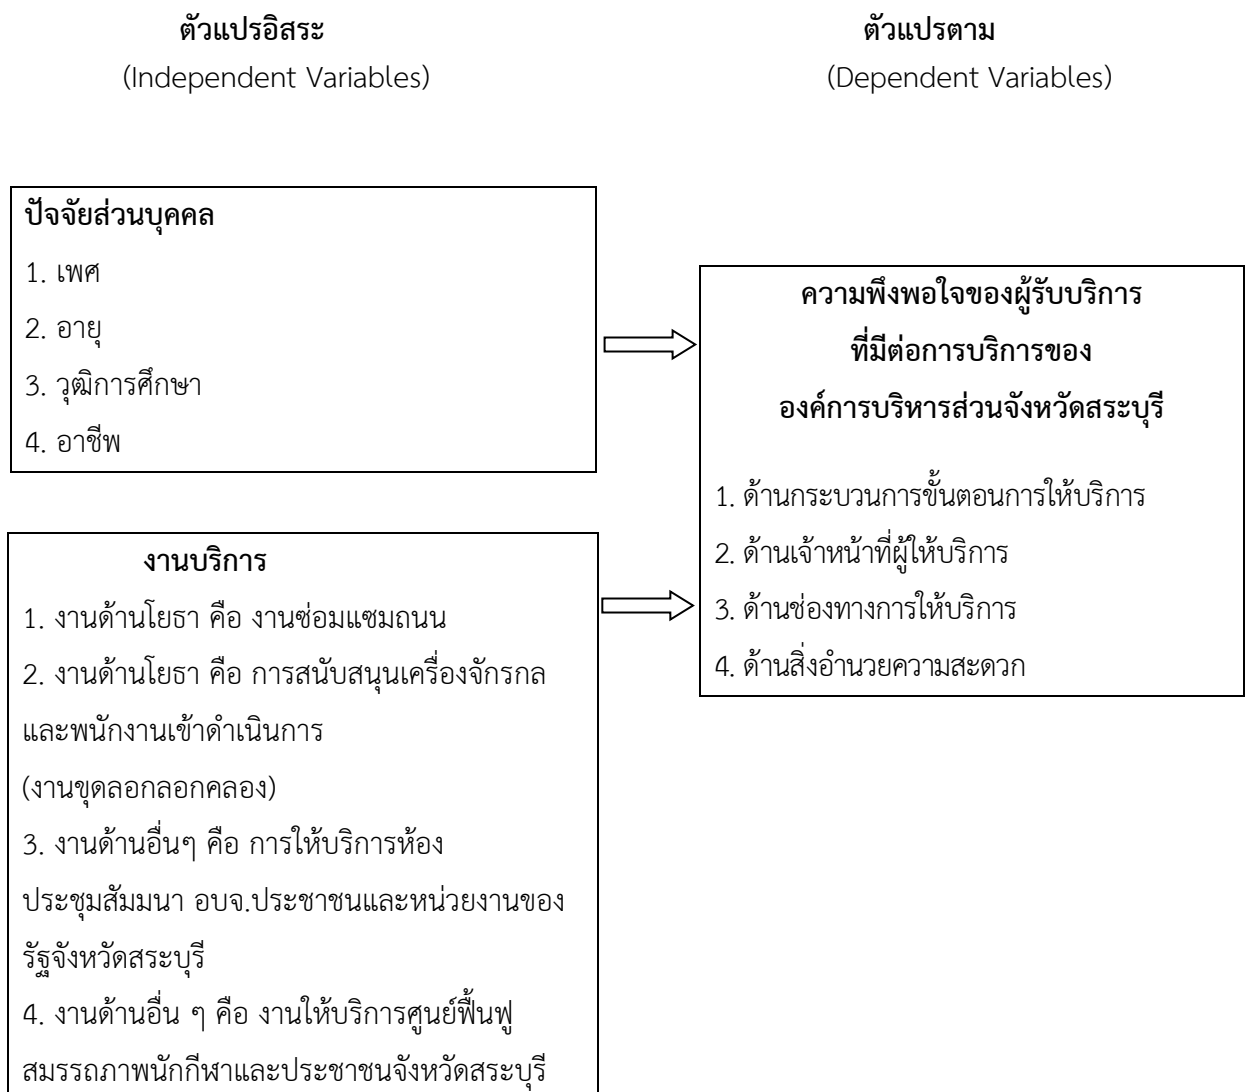 ตัวแปรอิสระ
(Independent Variables)
ตัวแปรตาม
(Dependent Variables)
ปัจจัยส่วนบุคคล
1. เพศ
2. อายุ
3. วุฒิการศึกษา
4. อาชีพ
งานบริการ
1. งานด้านโยธา คือ งานซ่อมแซมถนน
2. งานด้านโยธา คือ การสนับสนุนเครื่องจักรกล
และพนักงานเข้าดำเนินการ
(งานขุดลอกลอกคลอง)
3. งานด้านอื่นๆ คือ การให้บริการห้อง
ประชุมสัมมนา อบจ.ประชาชนและหน่วยงานของ
รัฐจังหวัดสระบุรี
4. งานด้านอื่น ๆ คือ งานให้บริการศูนย์ฟื้นฟู
สมรรถภาพนักกีฬาและประชาชนจังหวัดสระบุรี
ความพึงพอใจของผู้รับบริการ
ที่มีต่อการบริการของ
องค์การบริหารส่วนจังหวัดสระบุรี
1. ด้านกระบวนการขั้นตอนการให้บริการ
2. ด้านเจ้าหน้าที่ผู้ให้บริการ
3. ด้านช่องทางการให้บริการ
4. ด้านสิ่งอำนวยความสะดวก